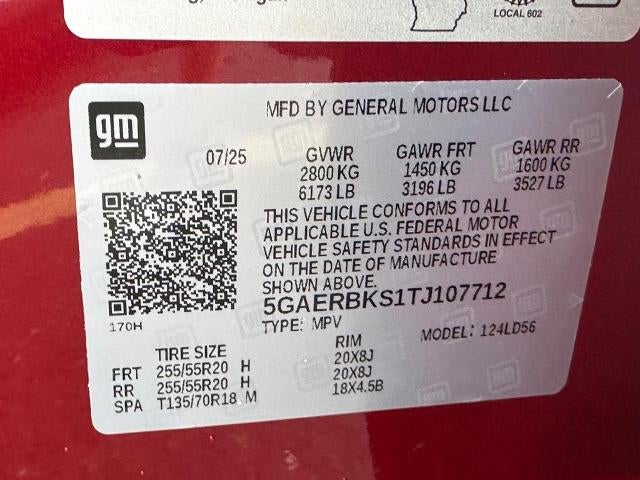 LOCAL 602
gm
MFD BY GENERAL MOTORS LLC
07/25 GVWR GAWR FRT GAWR RR
2800 KG 1450 KG 1600 KG
6173 LB 3196 LB 3527 LB
THIS VEHICLE CONFORMS TO ALL
APPLICABLE U.S. FEDERAL MOTOR
VEHICLE SAFETY STANDARDS IN EFFECT
ON THE DATE OF MANUFACTURE
SHOWN ABOVE.
5GAERBKS1TJ107712
170H
TYPE: MPV MODEL: 124LD56
TIRE SIZE RIM
FRT 255/55R20 H 20X8J
RR 255/55R20 H 20X8J
SPA T135/70R18 M 18X4.5B